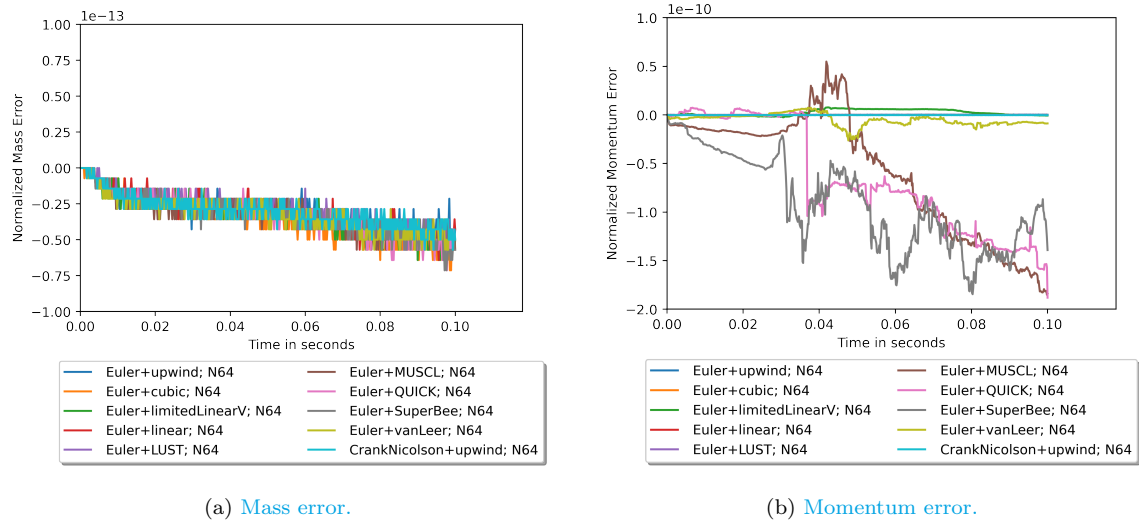 1e−13
1.00
0.75
0.50
0.25
0.00
−0.25
−0.50
−0.75
−1.00
Normalized Mass Error
0.00 0.02 0.04 0.06 0.08 0.10
Time in seconds
Euler+upwind; N64
Euler+cubic; N64
Euler+limitedLinearV; N64
Euler+linear; N64
Euler+LUST; N64
Euler+MUSCL; N64
Euler+QUICK; N64
Euler+SuperBee; N64
Euler+vanLeer; N64
CrankNicolson+upwind; N64
(a) Mass error.
1e−10
1.0
0.5
0.0
−0.5
−1.0
−1.5
−2.0
Normalized Momentum Error
0.00 0.02 0.04 0.06 0.08 0.10
Time in seconds
Euler+upwind; N64
Euler+cubic; N64
Euler+limitedLinearV; N64
Euler+linear; N64
Euler+LUST; N64
Euler+MUSCL; N64
Euler+QUICK; N64
Euler+SuperBee; N64
Euler+vanLeer; N64
CrankNicolson+upwind; N64
(b) Momentum error.